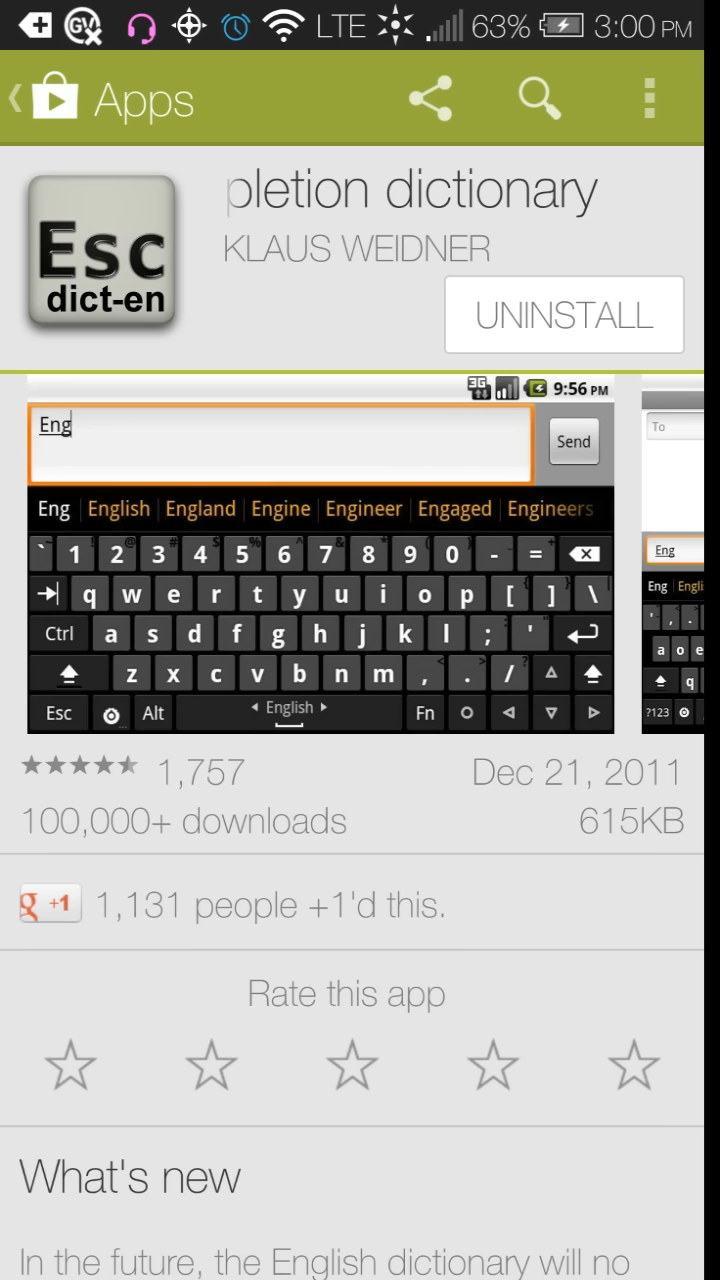 LTE 63% 3:00 PM
Apps
pletion dictionary
KLAUS WEIDNER
Esc
dict-en
UNINSTALL
3G 9:56 PM
Eng
Send
Eng English England Engine Engineer Engaged Engineers
` 1 2 3 4 5 6 7 8 9 0 - =
q w e r t y u i o p [ ] \
Ctrl a s d f g h j k l ; '
z x c v b n m , . /
Esc Alt English Fn
To
Eng
Eng Engli
' , .
a o e
q
?123
1,757 Dec 21, 2011
100,000+ downloads 615KB
g +1 1,131 people +1'd this.
Rate this app
What's new
In the future, the English dictionary will no